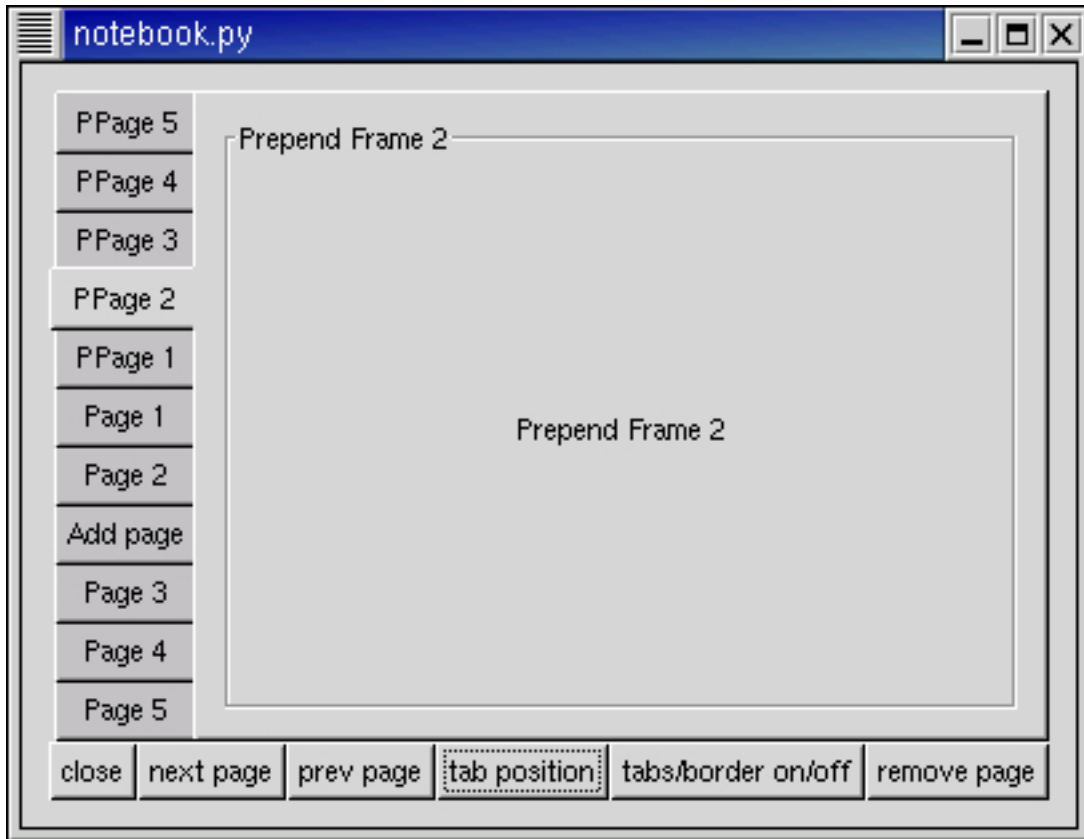 notebook.py
PPage 5
PPage 4
PPage 3
PPage 2
PPage 1
Page 1
Page 2
Add page
Page 3
Page 4
Page 5
Prepend Frame 2
Prepend Frame 2
close next page prev page tab position tabs/border on/off remove page